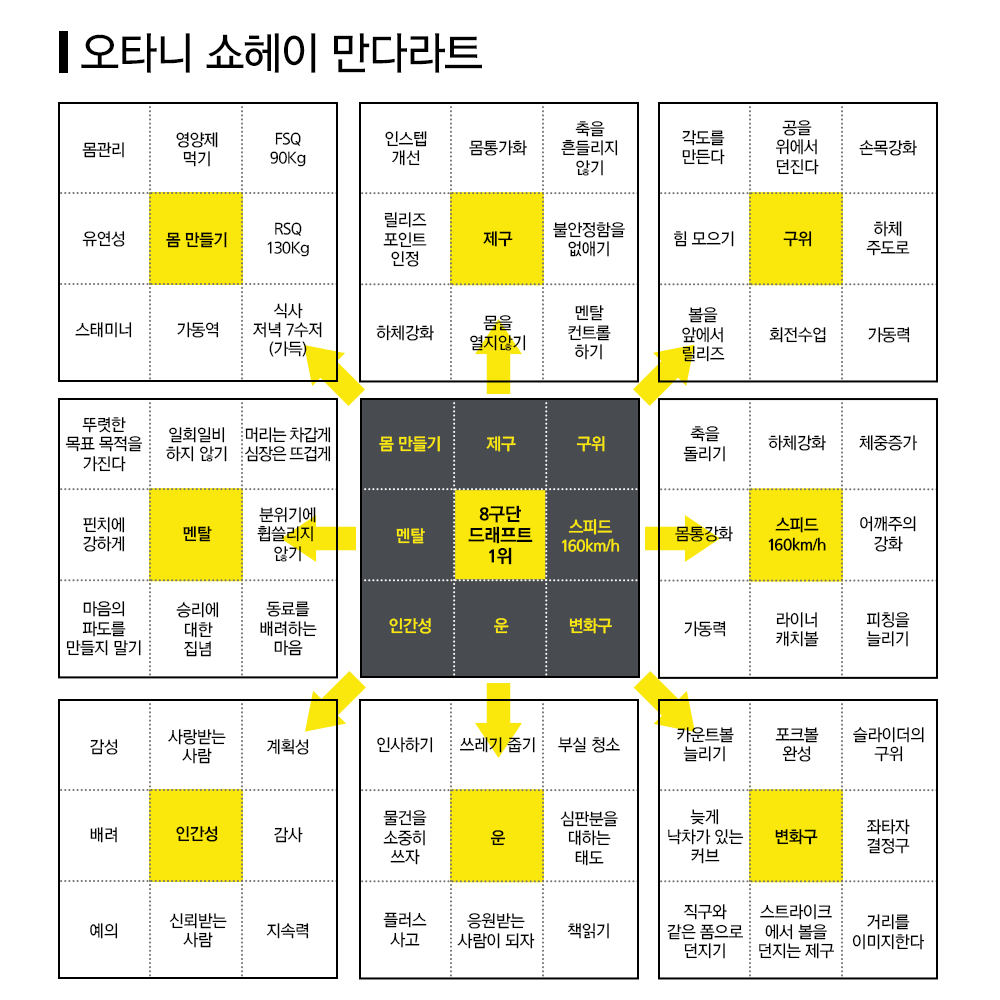 오타니 쇼헤이 만다라트
몸관리
영양제
먹기
FSQ
90Kg
유연성
몸 만들기
RSQ
130Kg
스태미너
가동역
식사
저녁 7수저
(가득)
인스텝
개선
몸통가화
축을
흔들리지
않기
릴리즈
포인트
인정
제구
불안정함을
없애기
하체강화
몸을
열지않기
멘탈
컨트롤
하기
각도를
만든다
공을
위에서
던진다
손목강화
힘 모으기
구위
하체
주도로
볼을
앞에서
릴리즈
회전수업
가동력
뚜렷한
목표 목적을
가진다
일회일비
하지 않기
머리는 차갑게
심장은 뜨겁게
핀치에
강하게
멘탈
분위기에
휩쓸리지
않기
마음의
파도를
만들지 말기
승리에
대한
집념
동료를
배려하는
마음
몸 만들기
제구
구위
멘탈
8구단
드래프트
1위
스피드
160km/h
인간성
운
변화구
축을
돌리기
하체강화
체중증가
몸통강화
스피드
160km/h
어깨주의
강화
가동력
라이너
캐치볼
피칭을
늘리기
감성
사랑받는
사람
계획성
배려
인간성
감사
예의
신뢰받는
사람
지속력
인사하기
쓰레기 줍기
부실 청소
물건을
소중히
쓰자
운
심판분을
대하는
태도
플러스
사고
응원받는
사람이 되자
책읽기
카운트볼
늘리기
포크볼
완성
슬라이더의
구위
늦게
낙차가 있는
커브
변화구
좌타자
결정구
직구와
같은 폼으로
던지기
스트라이크
에서 볼을
던지는 제구
거리를
이미지한다